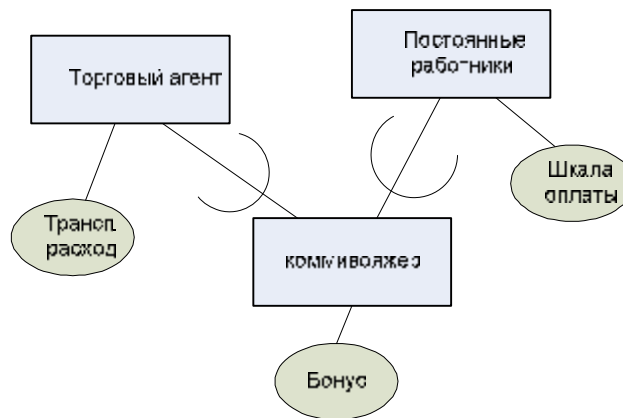 Торговый агент
Постоянные
работники
Трансп.
расход
Шкала
оплаты
коммивояжер
Бонус